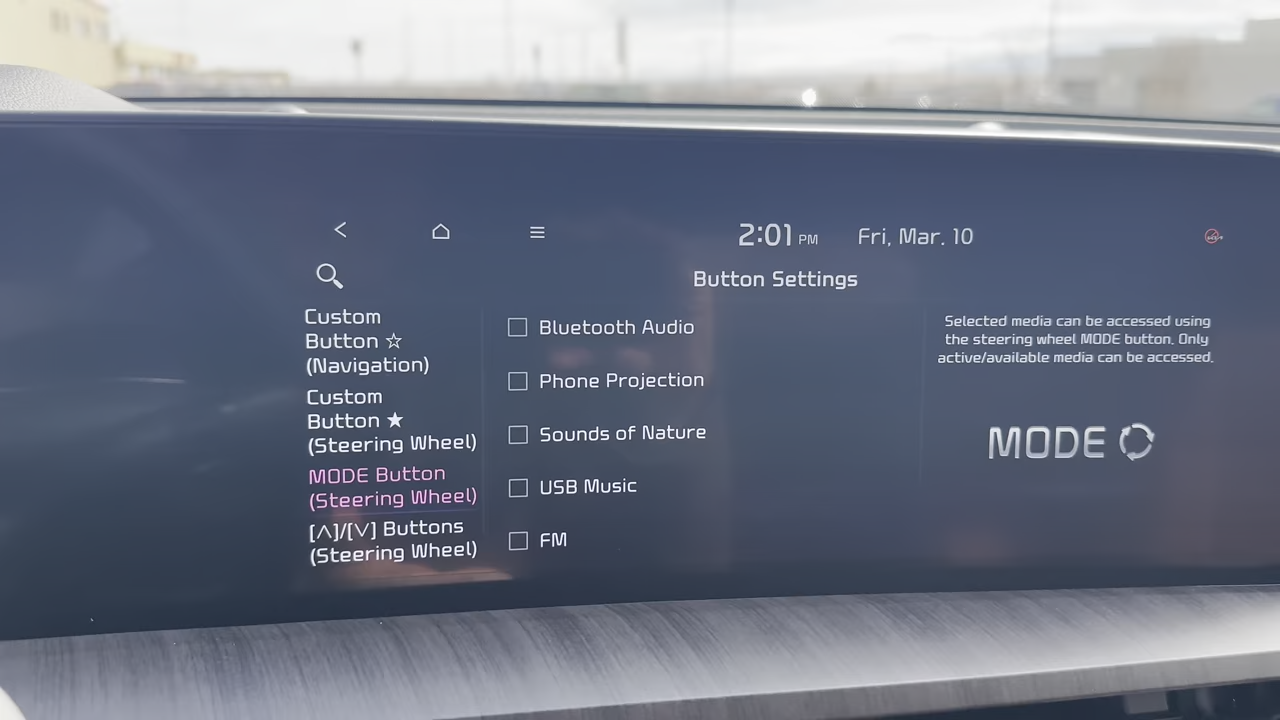 2:01 PM Fri, Mar. 10
Button Settings
Custom
Button ☆
(Navigation)
Custom
Button ★
(Steering Wheel)
MODE Button
(Steering Wheel)
[∧]/[∨] Buttons
(Steering Wheel)
Bluetooth Audio
Phone Projection
Sounds of Nature
USB Music
FM
Selected media can be accessed using
the steering wheel MODE button. Only
active/available media can be accessed.
MODE